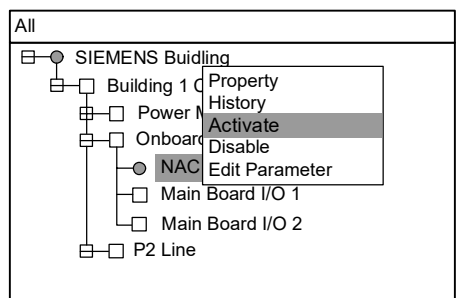 All
SIEMENS Buidling
Building 1
Property
History
Activate
Disable
Edit Parameter
Power
Onboard
NAC
Main Board I/O 1
Main Board I/O 2
P2 Line